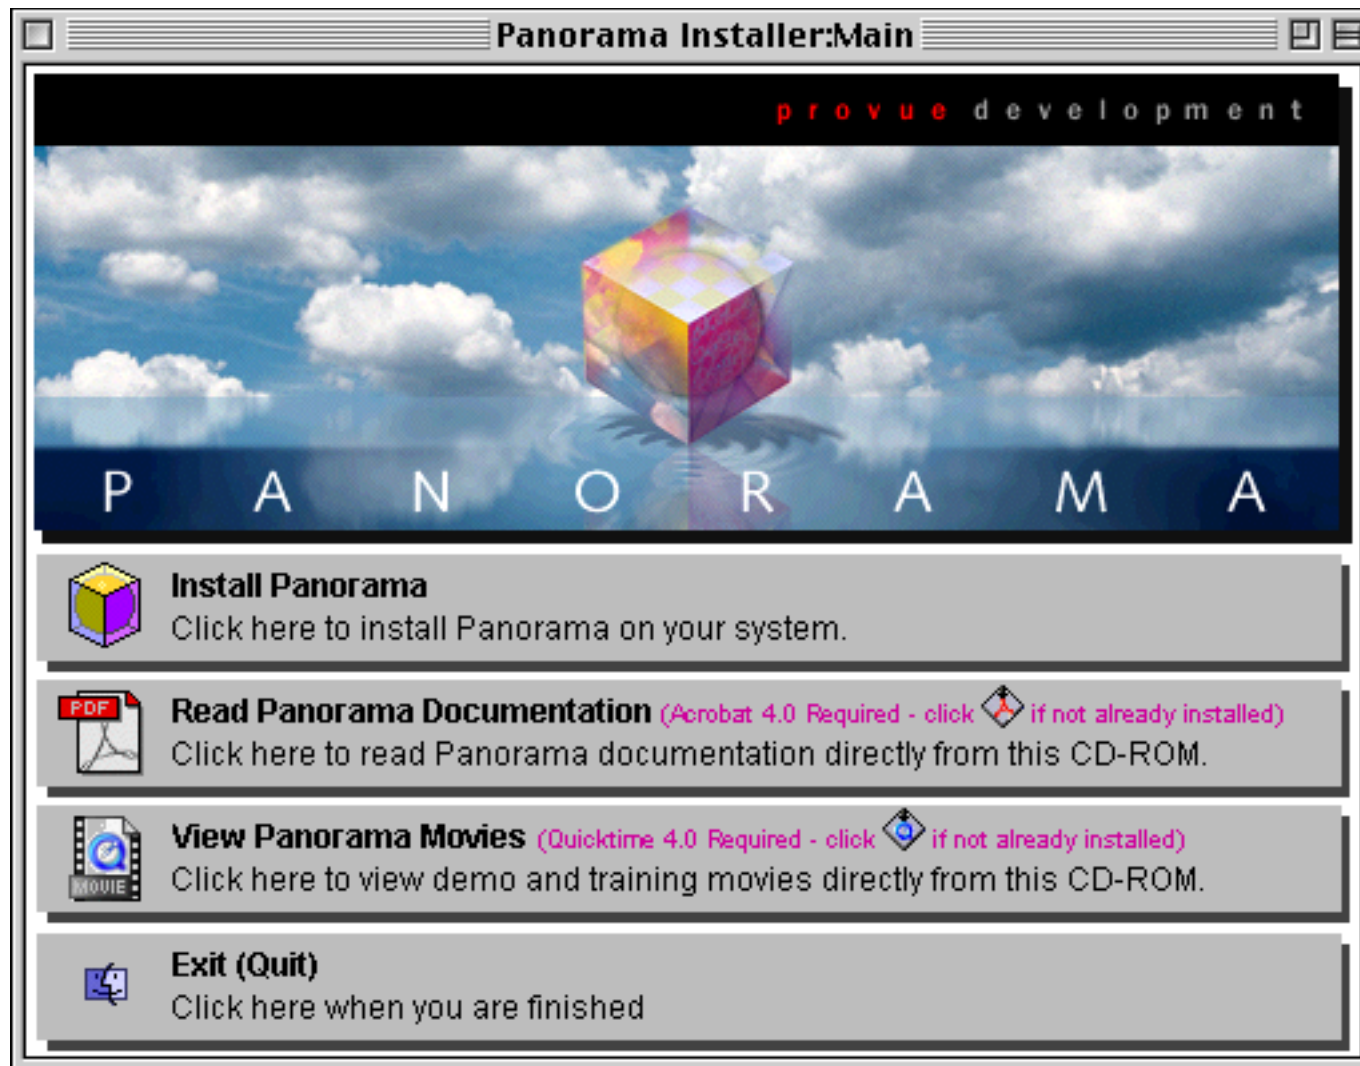 Panorama Installer:Main
provue development
PANORAMA
Install Panorama
Click here to install Panorama on your system.
PDF
Read Panorama Documentation (Acrobat 4.0 Required - click if not already installed)
Click here to read Panorama documentation directly from this CD-ROM.
View Panorama Movies (Quicktime 4.0 Required - click if not already installed)
MOVIE
Click here to view demo and training movies directly from this CD-ROM.
Exit (Quit)
Click here when you are finished